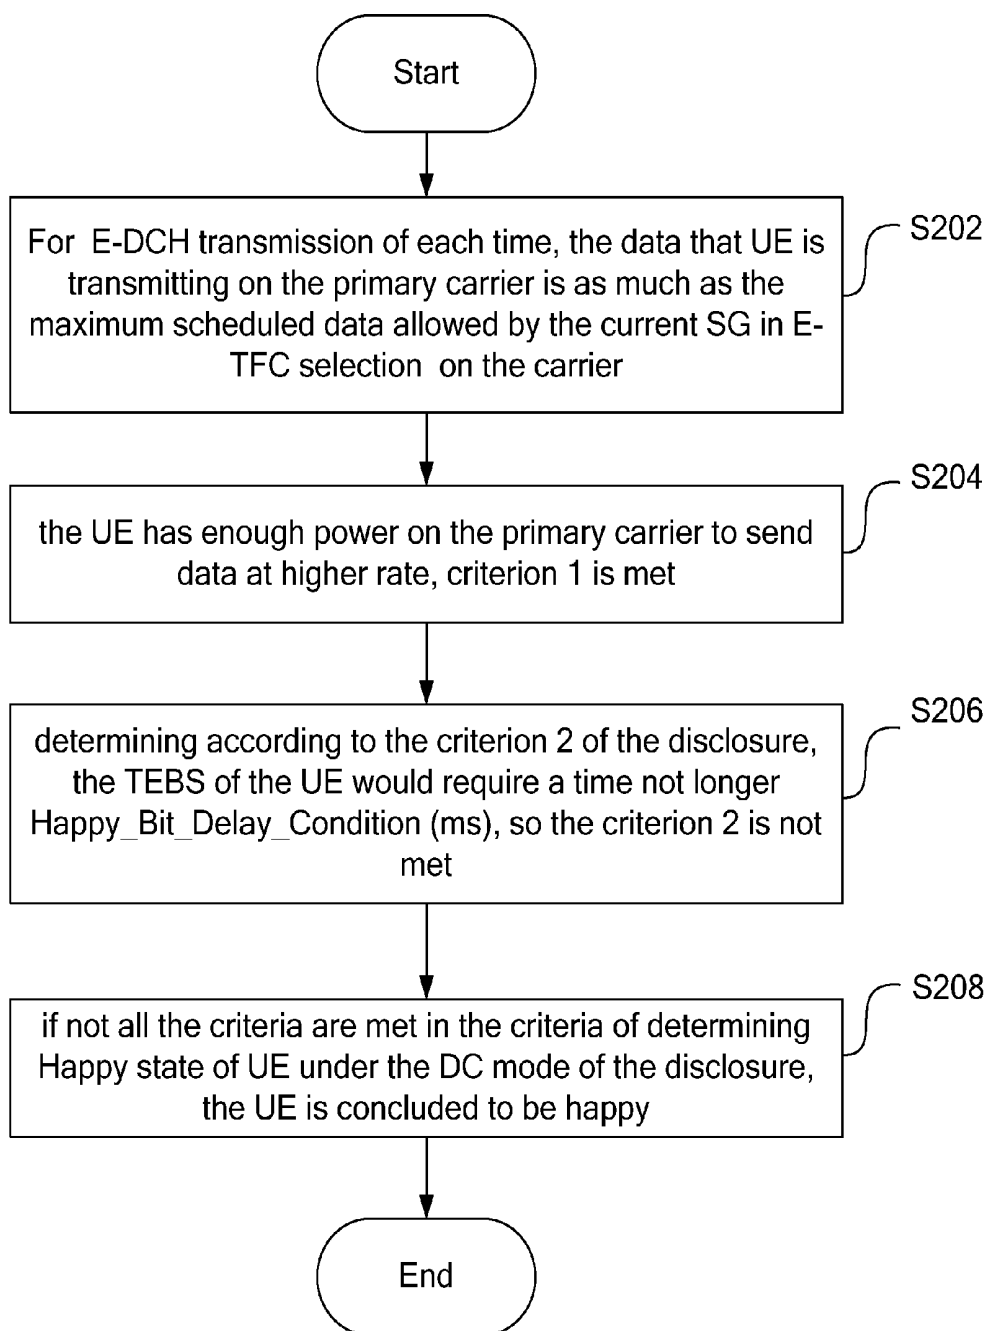 Start
For E-DCH transmission of each time, the data that UE is
transmitting on the primary carrier is as much as the
maximum scheduled data allowed by the current SG in E-
TFC selection on the carrier
S202
the UE has enough power on the primary carrier to send
data at higher rate, criterion 1 is met
S204
determining according to the criterion 2 of the disclosure,
the TEBS of the UE would require a time not longer
Happy_Bit_Delay_Condition (ms), so the criterion 2 is not
met
S206
if not all the criteria are met in the criteria of determining
Happy state of UE under the DC mode of the disclosure,
the UE is concluded to be happy
S208
End